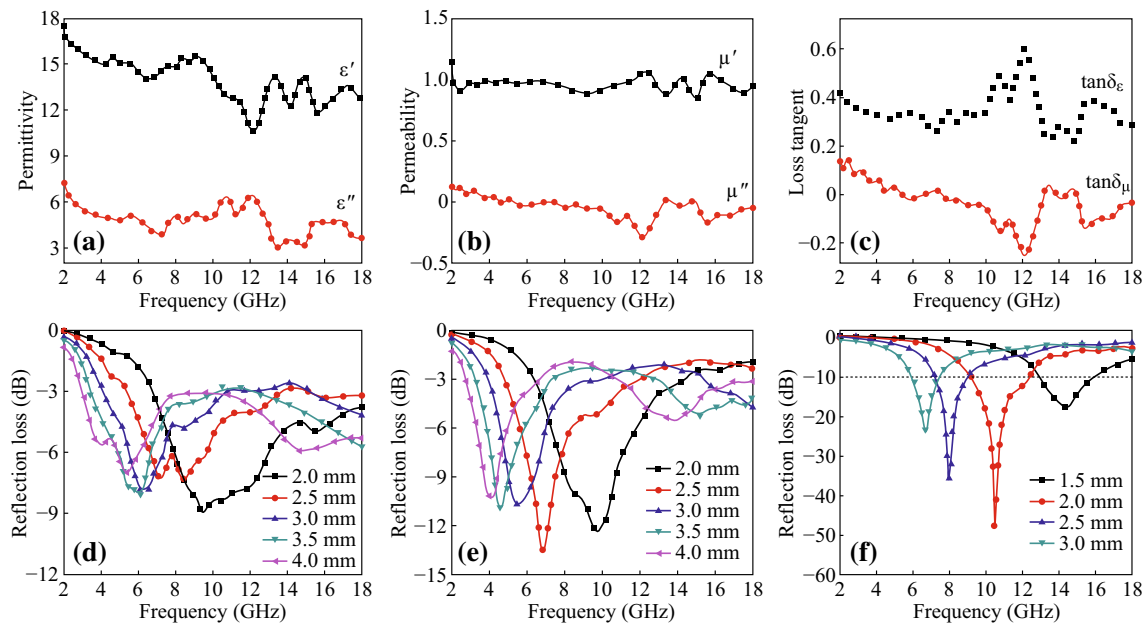 18
15
12
9
6
3
Permittivity
ε′
ε″
(a)
2 4 6 8 10 12 14 16 18
Frequency (GHz)
1.5
1.0
0.5
0
−0.5
Permeability
μ′
μ″
(b)
2 4 6 8 10 12 14 16 18
Frequency (GHz)
0.6
0.4
0.2
0
−0.2
Loss tangent
tanδε
tanδμ
(c)
2 4 6 8 10 12 14 16 18
Frequency (GHz)
0
−3
−6
−9
−12
Reflection loss (dB)
2.0 mm
2.5 mm
3.0 mm
3.5 mm
4.0 mm
(d)
2 4 6 8 10 12 14 16 18
Frequency (GHz)
0
−3
−6
−9
−12
−15
Reflection loss (dB)
2.0 mm
2.5 mm
3.0 mm
3.5 mm
4.0 mm
(e)
2 4 6 8 10 12 14 16 18
Frequency (GHz)
0
−10
−20
−30
−40
−50
−60
Reflection loss (dB)
1.5 mm
2.0 mm
2.5 mm
3.0 mm
(f)
2 4 6 8 10 12 14 16 18
Frequency (GHz)